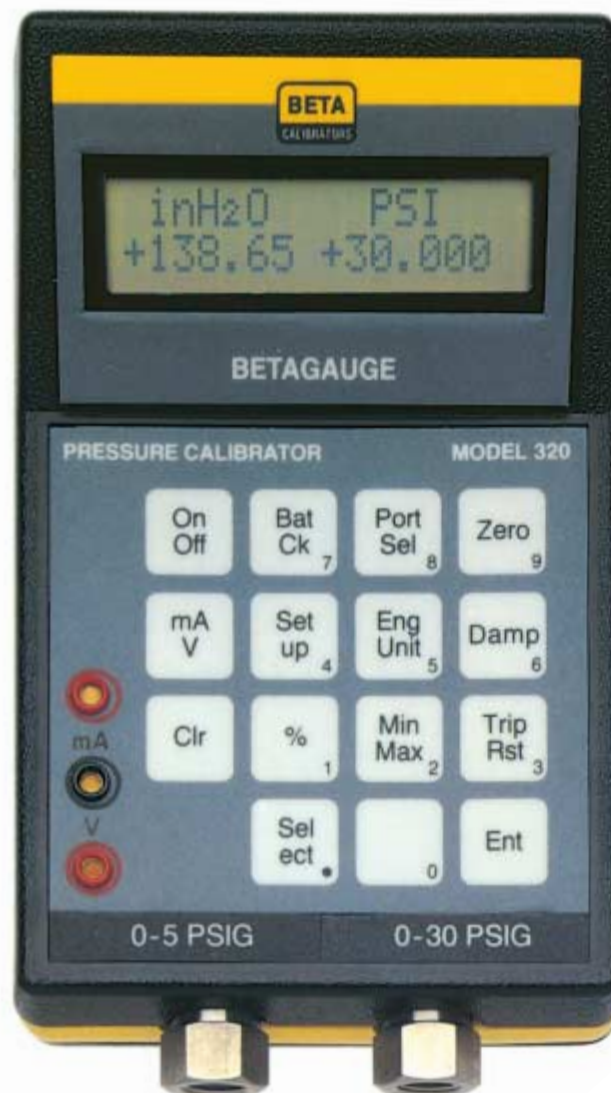 BETA
CALIBRATORS
inH2O PSI
+138.65 +30.000
BETAGAUGE
PRESSURE CALIBRATOR MODEL 320
On Off
Bat Ck 7
Port Sel 8
Zero 9
mA V
Set up 4
Eng Unit 5
Damp 6
Clr
% 1
Min Max 2
Trip Rst 3
mA
V
Sel ect •
0
Ent
0-5 PSIG 0-30 PSIG